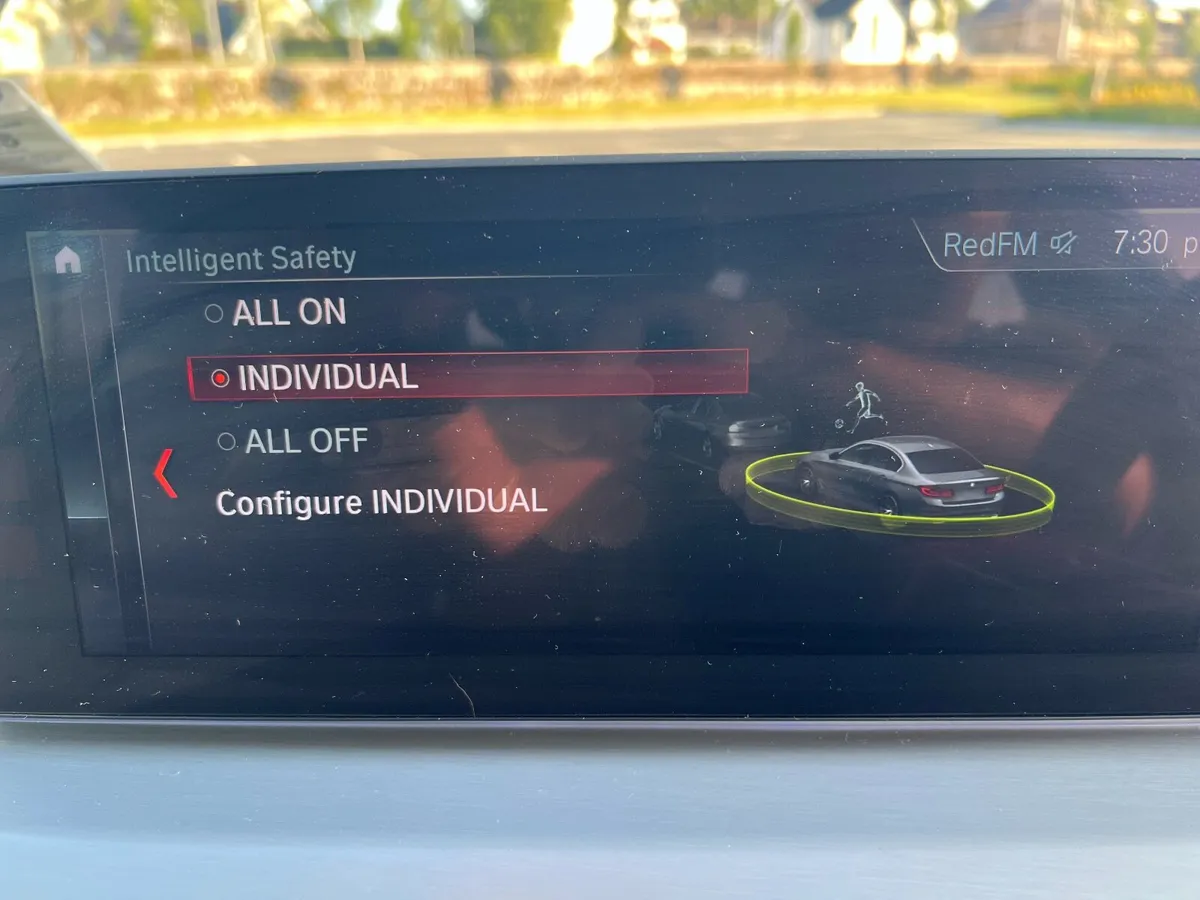 Intelligent Safety
RedFM 7:30 p
ALL ON
INDIVIDUAL
ALL OFF
Configure INDIVIDUAL